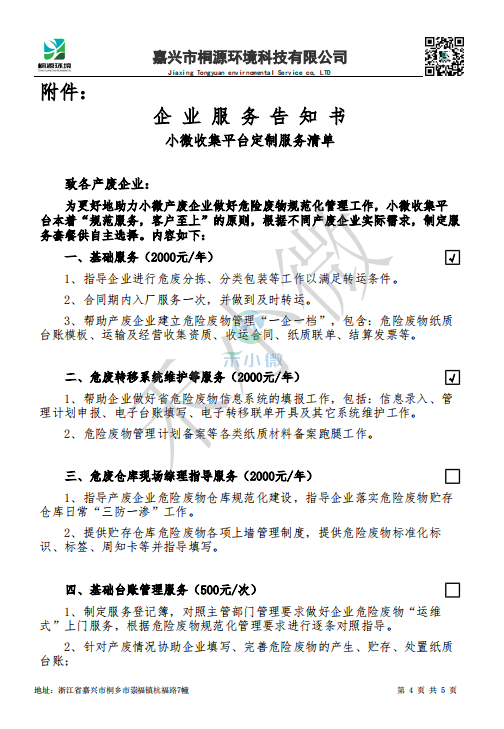 桐源环境
嘉兴市桐源环境科技有限公司
Jiaxing Tongyuan environmental Service co, LTD
附件：
企业服务告知书
小微收集平台定制服务清单
致各产废企业：
为更好地助力小微产废企业做好危险废物规范化管理工作，小微收集平
台本着“规范服务，客户至上”的原则，根据不同产废企业实际需求，制定服
务套餐供自主选择。内容如下：
一、基础服务（2000元/年） √
1、指导企业进行危废分拣、分类包装等工作以满足转运条件。
2、合同期内入厂服务一次，并做到及时转运。
3、帮助产废企业建立危险废物管理“一企一档”，包含：危险废物纸质
台账模板、运输及经营收集资质、收运合同、纸质联单、结算发票等。
禾小微
禾小微
二、危废转移系统维护等服务（2000元/年） √
1、帮助企业做好省危险废物信息系统的填报工作，包括：信息录入、管
理计划申报、电子台账填写、电子转移联单开具及其它系统维护工作。
2、危险废物管理计划备案等各类纸质材料备案跑腿工作。
三、危废仓库现场综理指导服务（2000元/年）
1、指导产废企业危险废物仓库规范化建设，指导企业落实危险废物贮存
仓库日常“三防一渗”工作。
2、提供贮存仓库危险废物各项上墙管理制度，提供危险废物标准化标
识、标签、周知卡等并指导填写。
四、基础台账管理服务（500元/次）
1、制定服务登记簿，对照主管部门管理要求做好企业危险废物“运维
式”上门服务，根据危险废物规范化管理要求进行逐条对照指导。
2、针对产废情况协助企业填写、完善危险废物的产生、贮存、处置纸质
台账；
地址：浙江省嘉兴市桐乡市崇福镇杭福路7幢 第 4 页 共 5 页